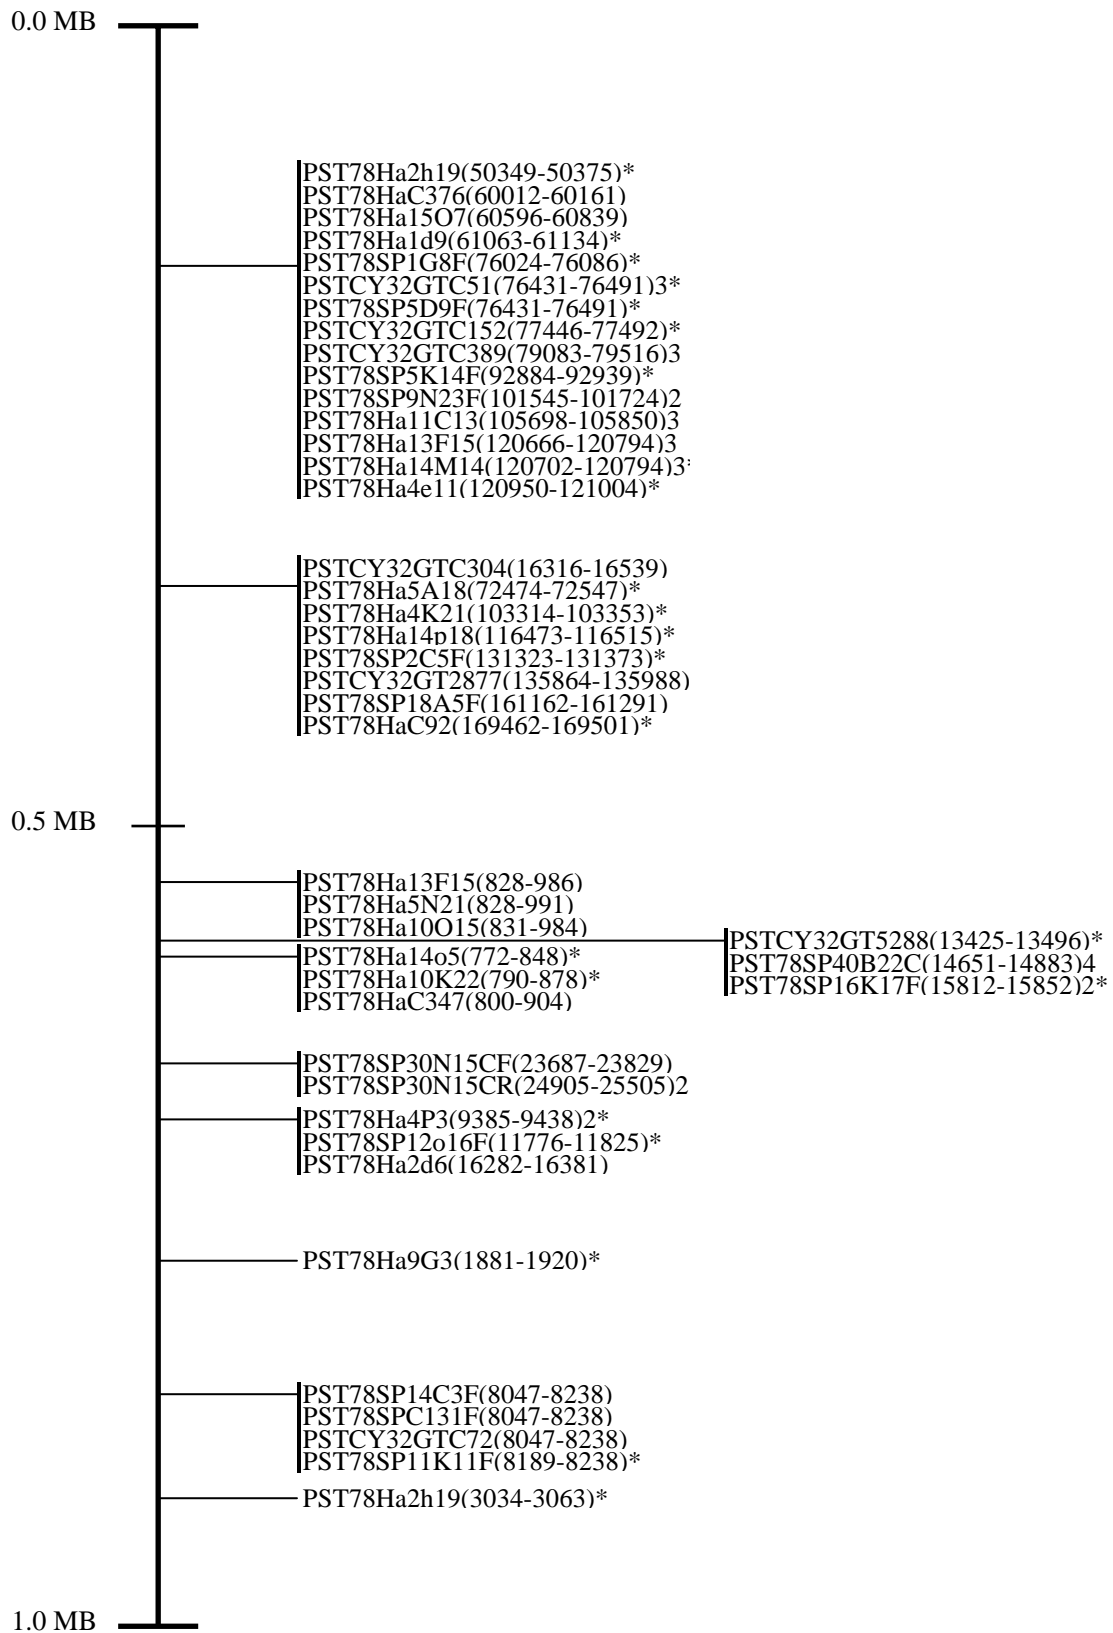 0.0 MB
PST78Ha2h19(50349-50375)*
PST78HaC376(60012-60161)
PST78Ha15O7(60596-60839)
PST78Ha1d9(61063-61134)*
PST78SP1G8F(76024-76086)*
PSTCY32GTC51(76431-76491)3*
PST78SP5D9F(76431-76491)*
PSTCY32GTC152(77446-77492)*
PSTCY32GTC389(79083-79516)3
PST78SP5K14F(92884-92939)*
PST78SP9N23F(101545-101724)2
PST78Ha11C13(105698-105850)3
PST78Ha13F15(120666-120794)3
PST78Ha14M14(120702-120794)3*
PST78Ha4e11(120950-121004)*
PSTCY32GTC304(16316-16539)
PST78Ha5A18(72474-72547)*
PST78Ha4K21(103314-103353)*
PST78Ha14p18(116473-116515)*
PST78SP2C5F(131323-131373)*
PSTCY32GT2877(135864-135988)
PST78SP18A5F(161162-161291)
PST78HaC92(169462-169501)*
0.5 MB
PST78Ha13F15(828-986)
PST78Ha5N21(828-991)
PST78Ha10O15(831-984)
PSTCY32GT5288(13425-13496)*
PST78SP40B22C(14651-14883)4
PST78SP16K17F(15812-15852)2*
PST78Ha14o5(772-848)*
PST78Ha10K22(790-878)*
PST78HaC347(800-904)
PST78SP30N15CF(23687-23829)
PST78SP30N15CR(24905-25505)2
PST78Ha4P3(9385-9438)2*
PST78SP12o16F(11776-11825)*
PST78Ha2d6(16282-16381)
PST78Ha9G3(1881-1920)*
PST78SP14C3F(8047-8238)
PST78SPC131F(8047-8238)
PSTCY32GTC72(8047-8238)
PST78SP11K11F(8189-8238)*
PST78Ha2h19(3034-3063)*
1.0 MB